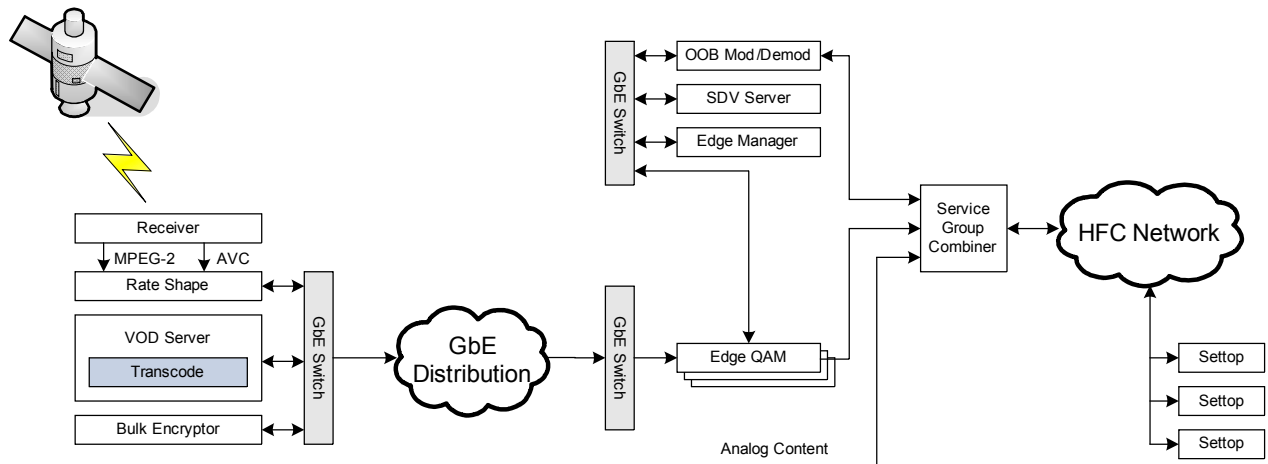 OOB Mod/Demod
SDV Server
Edge Manager
GbE Switch
Receiver
MPEG-2
AVC
Rate Shape
VOD Server
Transcode
Bulk Encryptor
GbE Switch
GbE
Distribution
GbE Switch
Edge QAM
Analog Content
Service
Group
Combiner
HFC Network
Settop
Settop
Settop